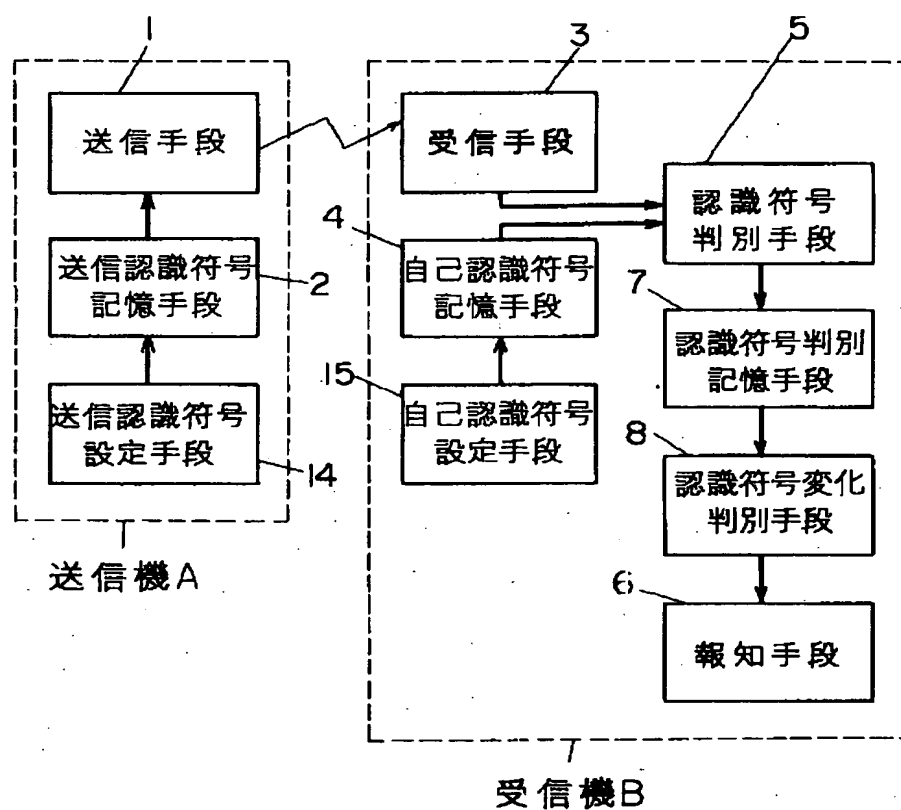 1
送信手段
2
送信認識符号
記憶手段
送信認識符号
設定手段
14
送信機A
3
受信手段
4
自己認識符号
記憶手段
15
自己認識符号
設定手段
5
認識符号
判別手段
7
認識符号判別
記憶手段
8
認識符号変化
判別手段
6
報知手段
受信機B